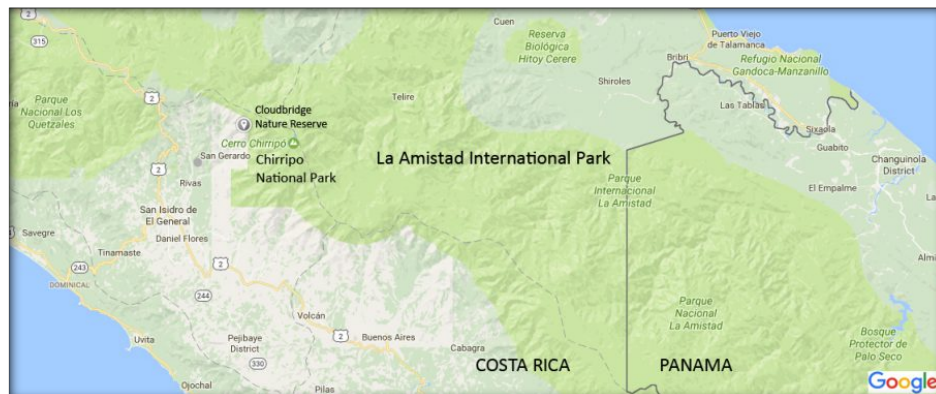 2
Cuen
Reserva
Biológica
Hitoy Cerere
Puerto Viejo
de Talamanca
Bribri
Refugio Nacional
Gandoca-Manzanillo
315
Shiroles
Parque
Nacional Los
Quetzales
2
Cloudbridge
Nature Reserve
Telire
Las Tablas
Sixaola
Guabito
Cerro Chirripó
San Gerardo
Chirripo
National Park
La Amistad International Park
Changuinola
District
2
Rivas
Parque
Internacional
La Amistad
El Empalme
San Isidro de
El General
Savegre
Daniel Flores
Tinamaste
243
DOMINICAL
2
244
Almi
Volcán
Parque
Nacional
La Amistad
Uvita
Pejibaye
District
2
Buenos Aires
Cabagra
Bosque
Protector de
Palo Seco
330
COSTA RICA
PANAMA
Ojochal
Pilas
Google